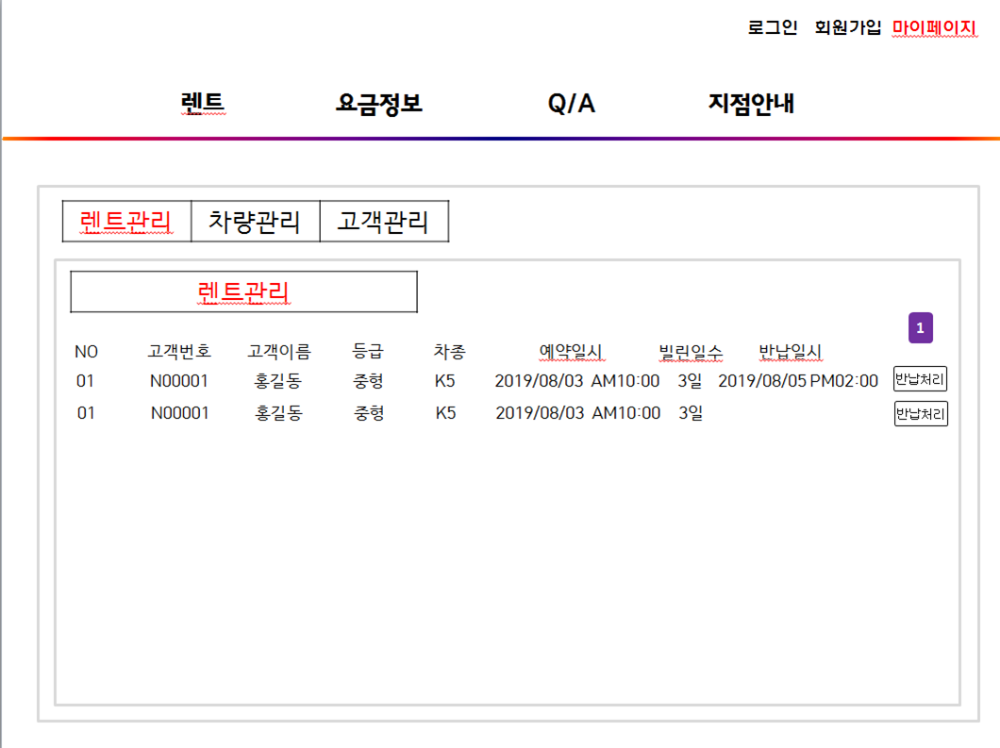 로그인 회원가입 마이페이지
렌트 요금정보 Q/A 지점안내
렌트관리 차량관리 고객관리
렌트관리
1
NO 고객번호 고객이름 등급 차종 예약일시 빌린일수 반납일시
01 N00001 홍길동 중형 K5 2019/08/03 AM10:00 3일 2019/08/05 PM02:00 반납처리
01 N00001 홍길동 중형 K5 2019/08/03 AM10:00 3일 반납처리